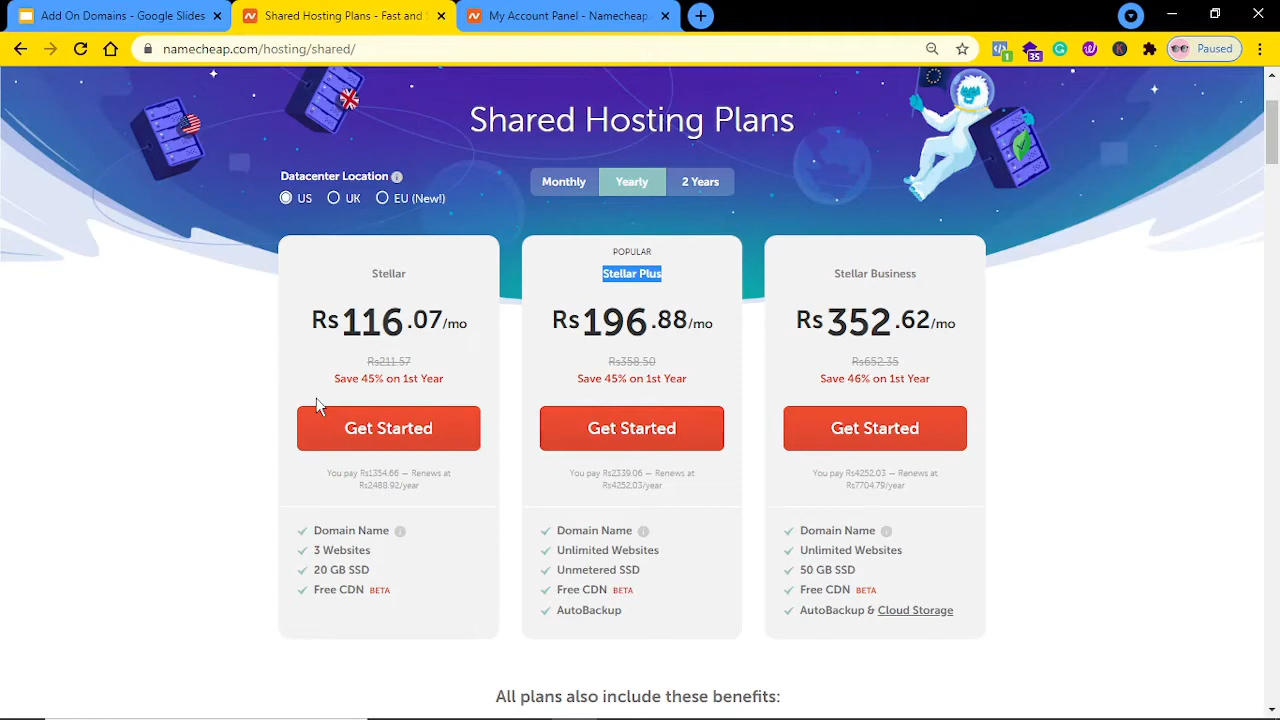 Add On Domains - Google Slides
Shared Hosting Plans - Fast and
My Account Panel - Namecheap.
namecheap.com/hosting/shared/
1
35
Paused
Shared Hosting Plans
Datacenter Location
US
UK
EU (New!)
Monthly
Yearly
2 Years
Stellar
Rs116.07/mo
Rs211.57
Save 45% on 1st Year
Get Started
You pay Rs1354.66 — Renews at
Rs2488.92/year
Domain Name
3 Websites
20 GB SSD
Free CDN BETA
POPULAR
Stellar Plus
Rs196.88/mo
Rs358.50
Save 45% on 1st Year
Get Started
You pay Rs2339.06 — Renews at
Rs4252.03/year
Domain Name
Unlimited Websites
Unmetered SSD
Free CDN BETA
AutoBackup
Stellar Business
Rs352.62/mo
Rs652.35
Save 46% on 1st Year
Get Started
You pay Rs4252.03 — Renews at
Rs7704.79/year
Domain Name
Unlimited Websites
50 GB SSD
Free CDN BETA
AutoBackup & Cloud Storage
All plans also include these benefits: